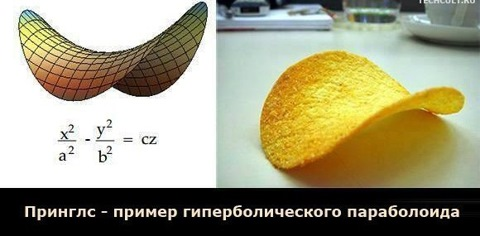 TECHCULT.RU
x²/a² - y²/b² = cz
Принглс - пример гиперболического параболоида